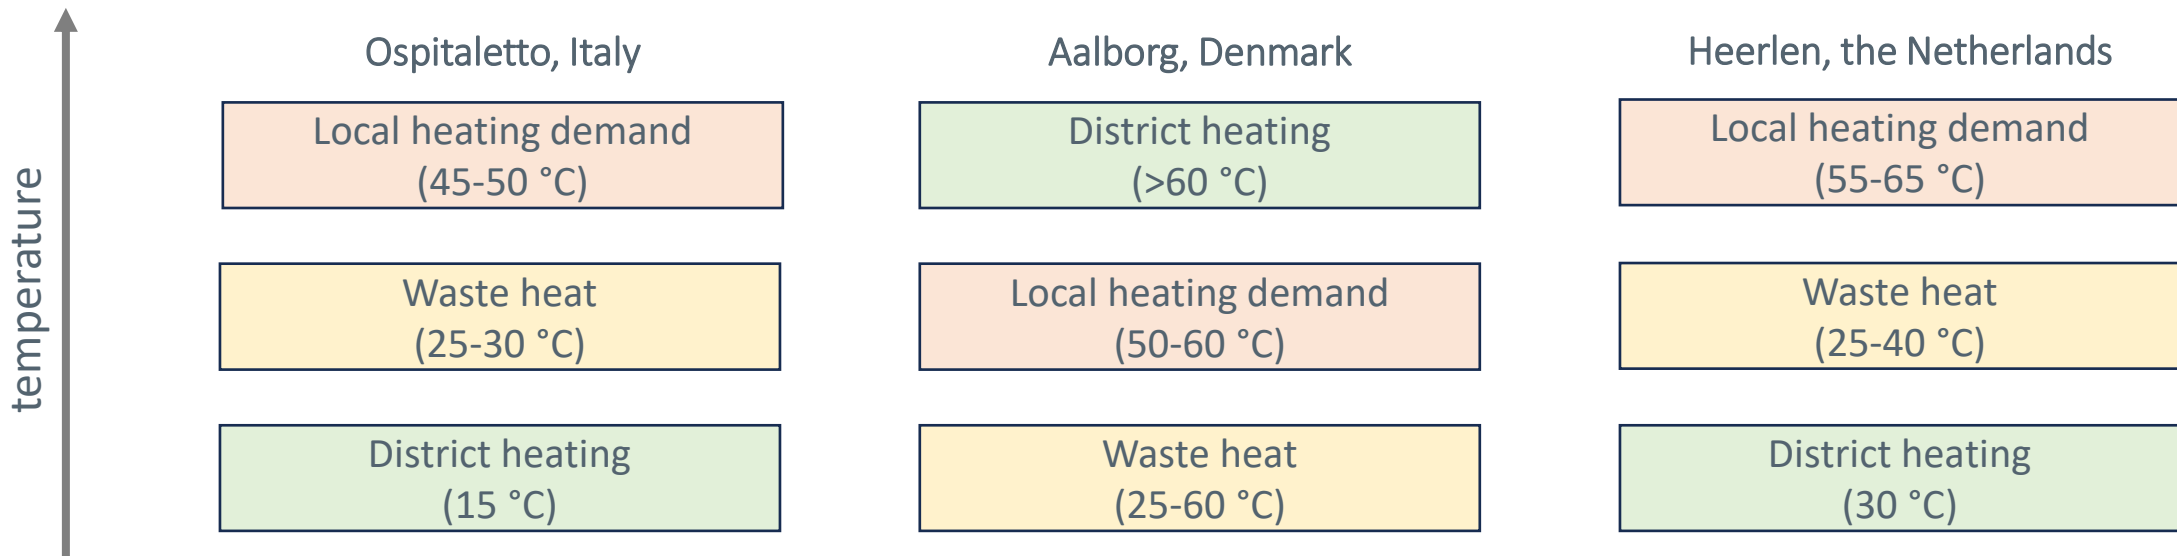 temperature
Ospitaletto, Italy
Local heating demand
(45-50 °C)
Waste heat
(25-30 °C)
District heating
(15 °C)
Aalborg, Denmark
District heating
(>60 °C)
Local heating demand
(50-60 °C)
Waste heat
(25-60 °C)
Heerlen, the Netherlands
Local heating demand
(55-65 °C)
Waste heat
(25-40 °C)
District heating
(30 °C)